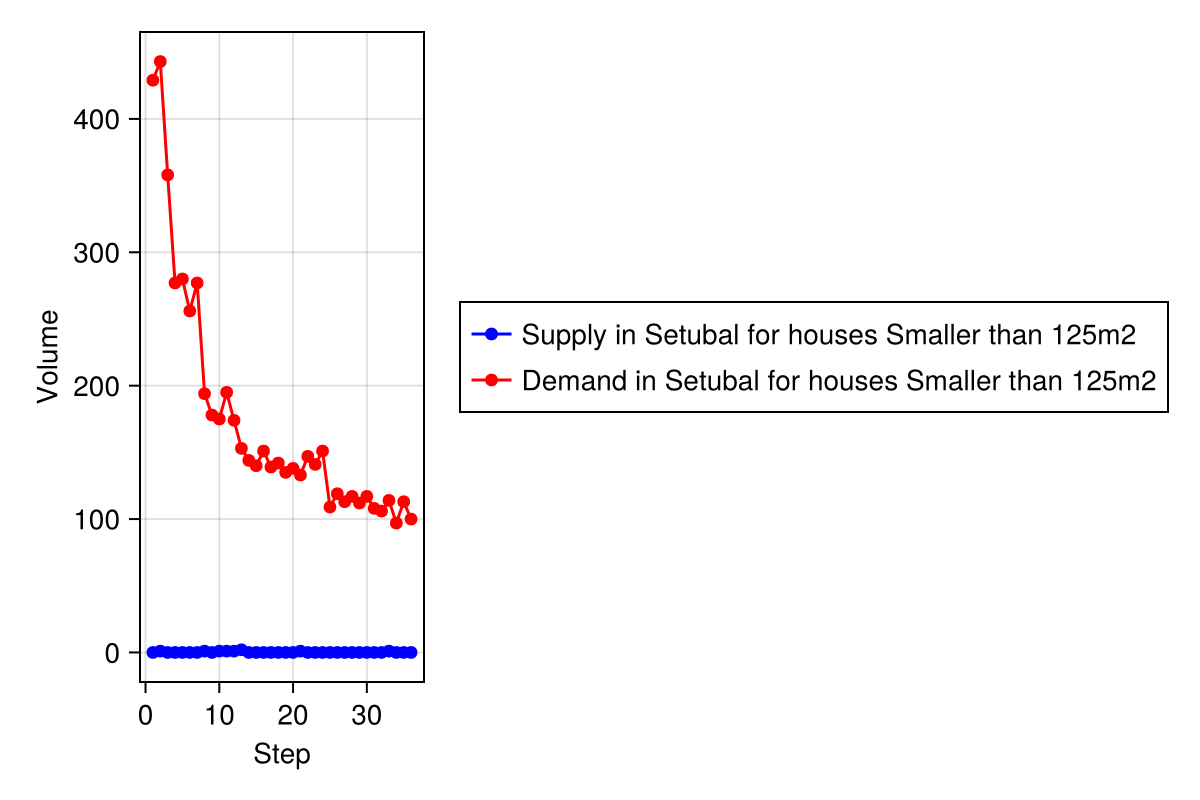 Volume
400
300
200
100
0
0 10 20 30
Step
Supply in Setubal for houses Smaller than 125m2
Demand in Setubal for houses Smaller than 125m2